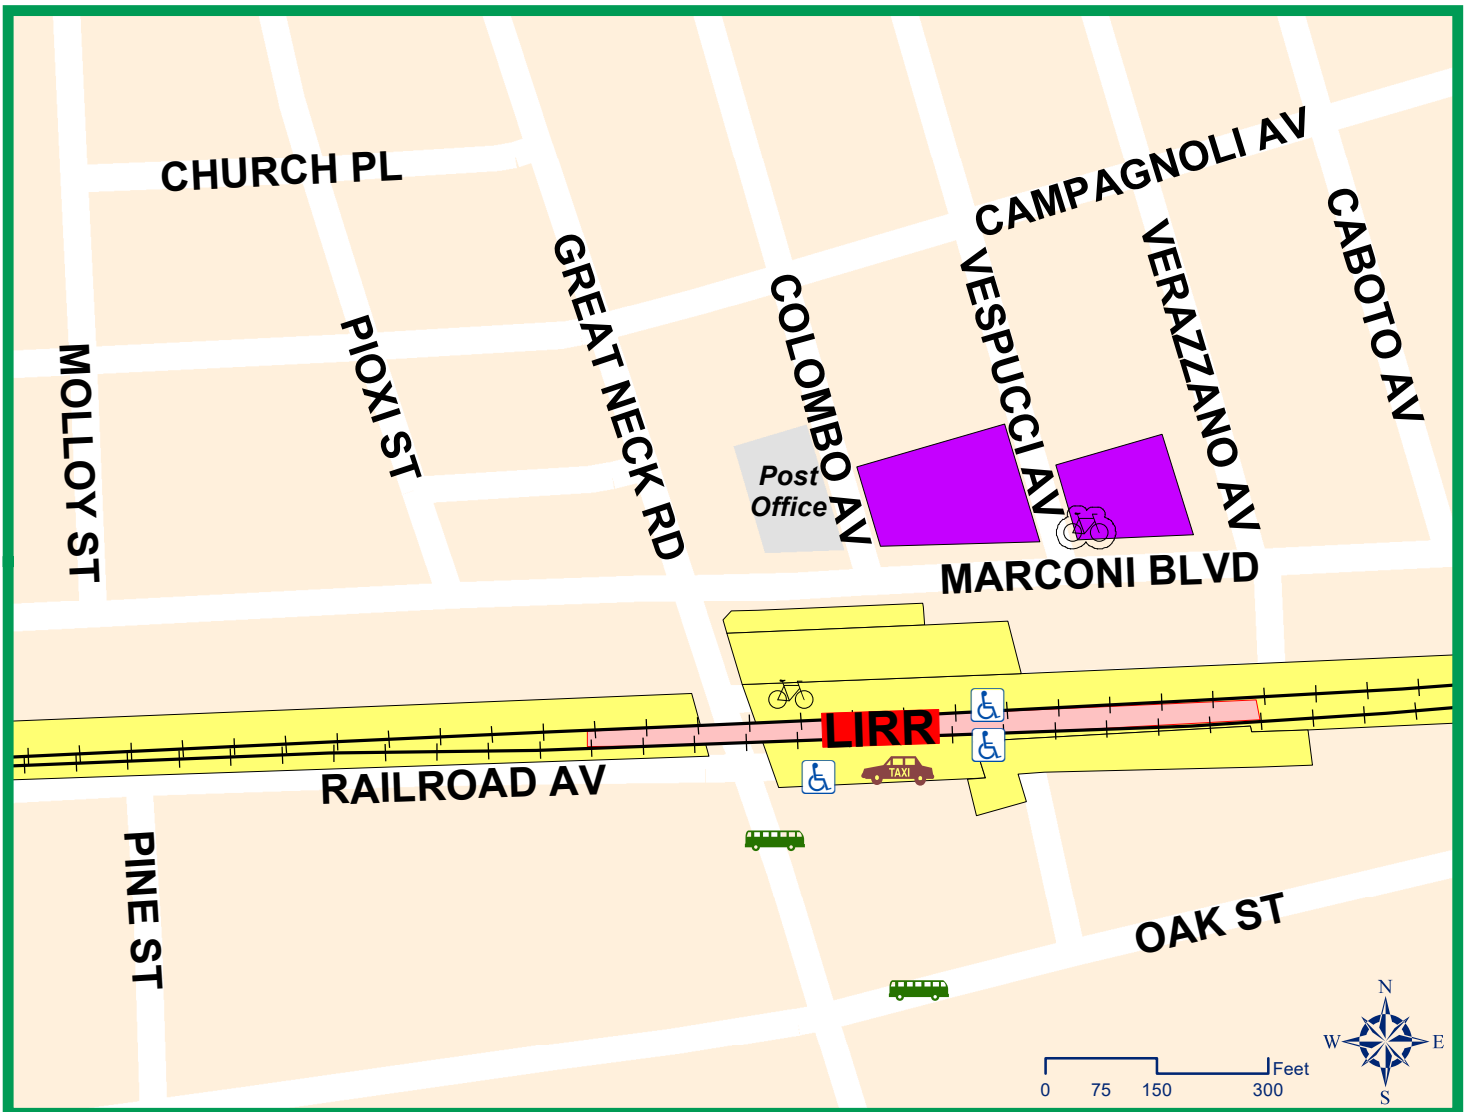 CHURCH PL
CAMPAGNOLI AV
MOLLOY ST
PIOXI ST
GREAT NECK RD
COLOMBO AV
VESPUCCI AV
VERAZZANO AV
CABOTO AV
Post
Office
MARCONI BLVD
LIRR
TAXI
RAILROAD AV
PINE ST
OAK ST
N
W
E
S
Feet
0
75
150
300